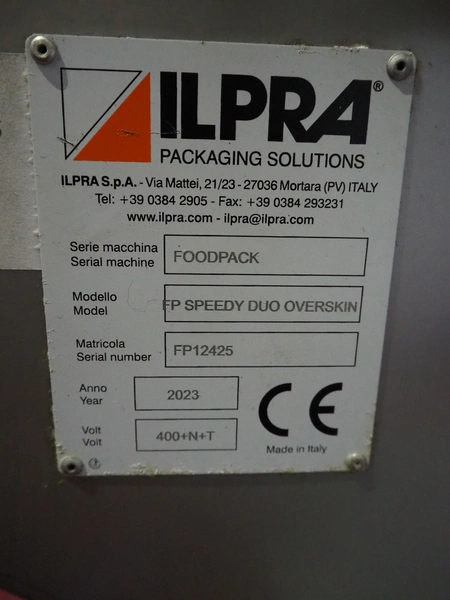 ILPRA®
PACKAGING SOLUTIONS
ILPRA S.p.A. - Via Mattei, 21/23 - 27036 Mortara (PV) ITALY
Tel: +39 0384 2905 - Fax: +39 0384 293231
www.ilpra.com - ilpra@ilpra.com
Serie macchina
Serial machine
FOODPACK
Modello
Model
FP SPEEDY DUO OVERSKIN
Matricola
Serial number
FP12425
Anno
Year
2023
Volt
Volt
400+N+T
CE
Made in Italy